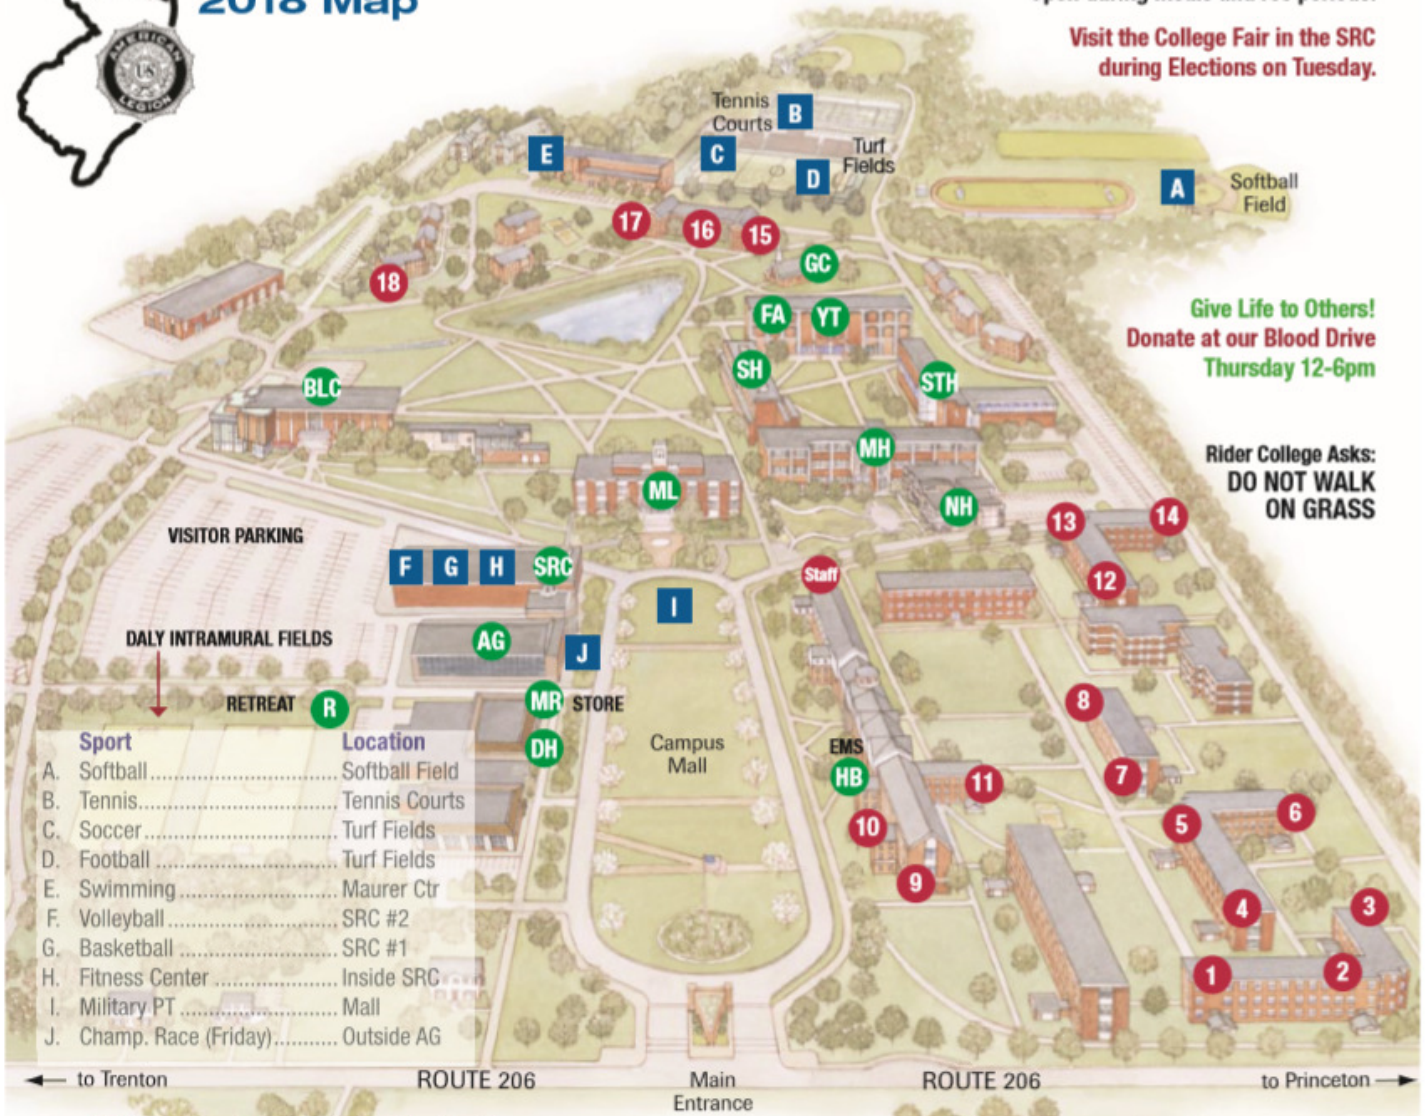 2018 Map
AMERICAN
US
LEGION
Visit the College Fair in the SRC
during Elections on Tuesday.
Tennis
Courts
B
C
D
E
Turf
Fields
A
Softball
Field
17
16
15
18
GC
FA
YT
SH
STH
BLC
MH
ML
NH
Give Life to Others!
Donate at our Blood Drive
Thursday 12-6pm
Rider College Asks:
DO NOT WALK
ON GRASS
VISITOR PARKING
F
G
H
SRC
I
Staff
13
14
12
DALY INTRAMURAL FIELDS
AG
J
RETREAT
R
MR
STORE
DH
Campus
Mall
EMS
HB
8
7
11
10
9
5
6
4
3
1
2
Sport Location
A. Softball.............................. Softball Field
B. Tennis................................ Tennis Courts
C. Soccer............................... Turf Fields
D. Football ............................. Turf Fields
E. Swimming .......................... Maurer Ctr
F. Volleyball ............................ SRC #2
G. Basketball .......................... SRC #1
H. Fitness Center ................... Inside SRC
I. Military PT .......................... Mall
J. Champ. Race (Friday)........... Outside AG
to Trenton
ROUTE 206
Main
Entrance
ROUTE 206
to Princeton